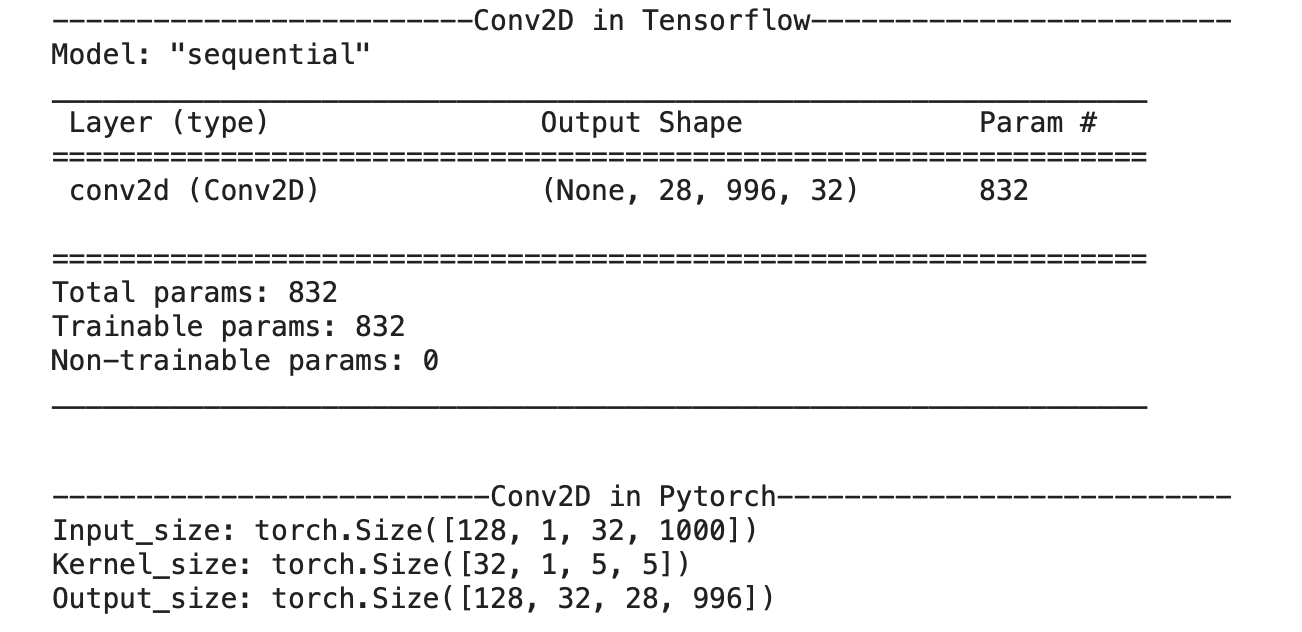 -------------------------Conv2D in Tensorflow-------------------------
Model: "sequential"
_________________________________________________________________
Layer (type) Output Shape Param #
=================================================================
conv2d (Conv2D) (None, 28, 996, 32) 832
=================================================================
Total params: 832
Trainable params: 832
Non-trainable params: 0
_________________________________________________________________
--------------------------Conv2D in Pytorch---------------------------
Input_size: torch.Size([128, 1, 32, 1000])
Kernel_size: torch.Size([32, 1, 5, 5])
Output_size: torch.Size([128, 32, 28, 996])